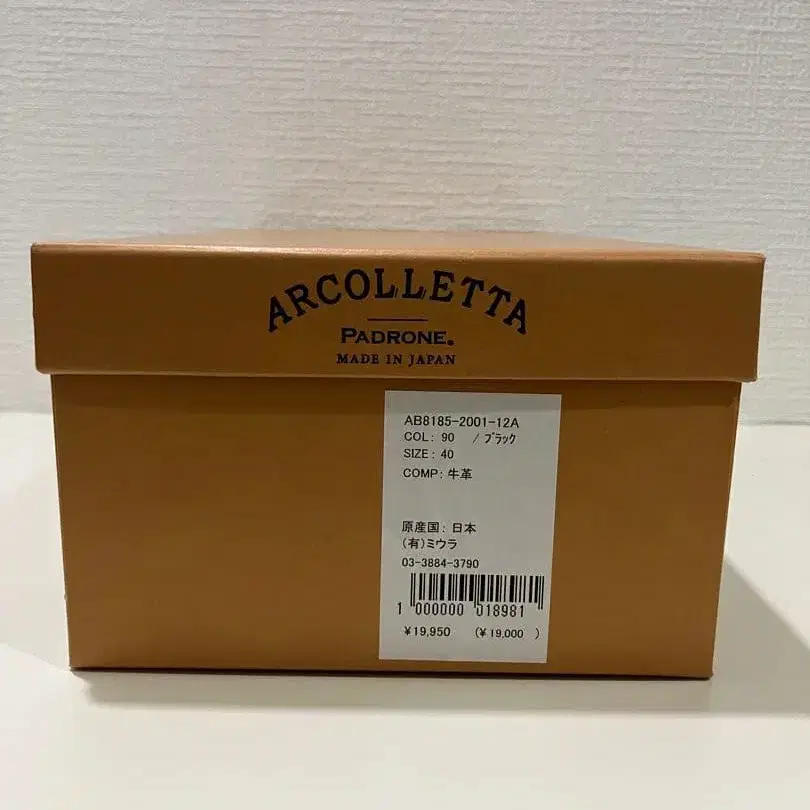 ARCOLLETTA
PADRONE.
MADE IN JAPAN
AB8185-2001-12A
COL: 90 / ブラック
SIZE: 40
COMP: 牛革
原産国: 日本
(有)ミウラ
03-3884-3790
1 000000 018981
¥19,950 (¥19,000 )